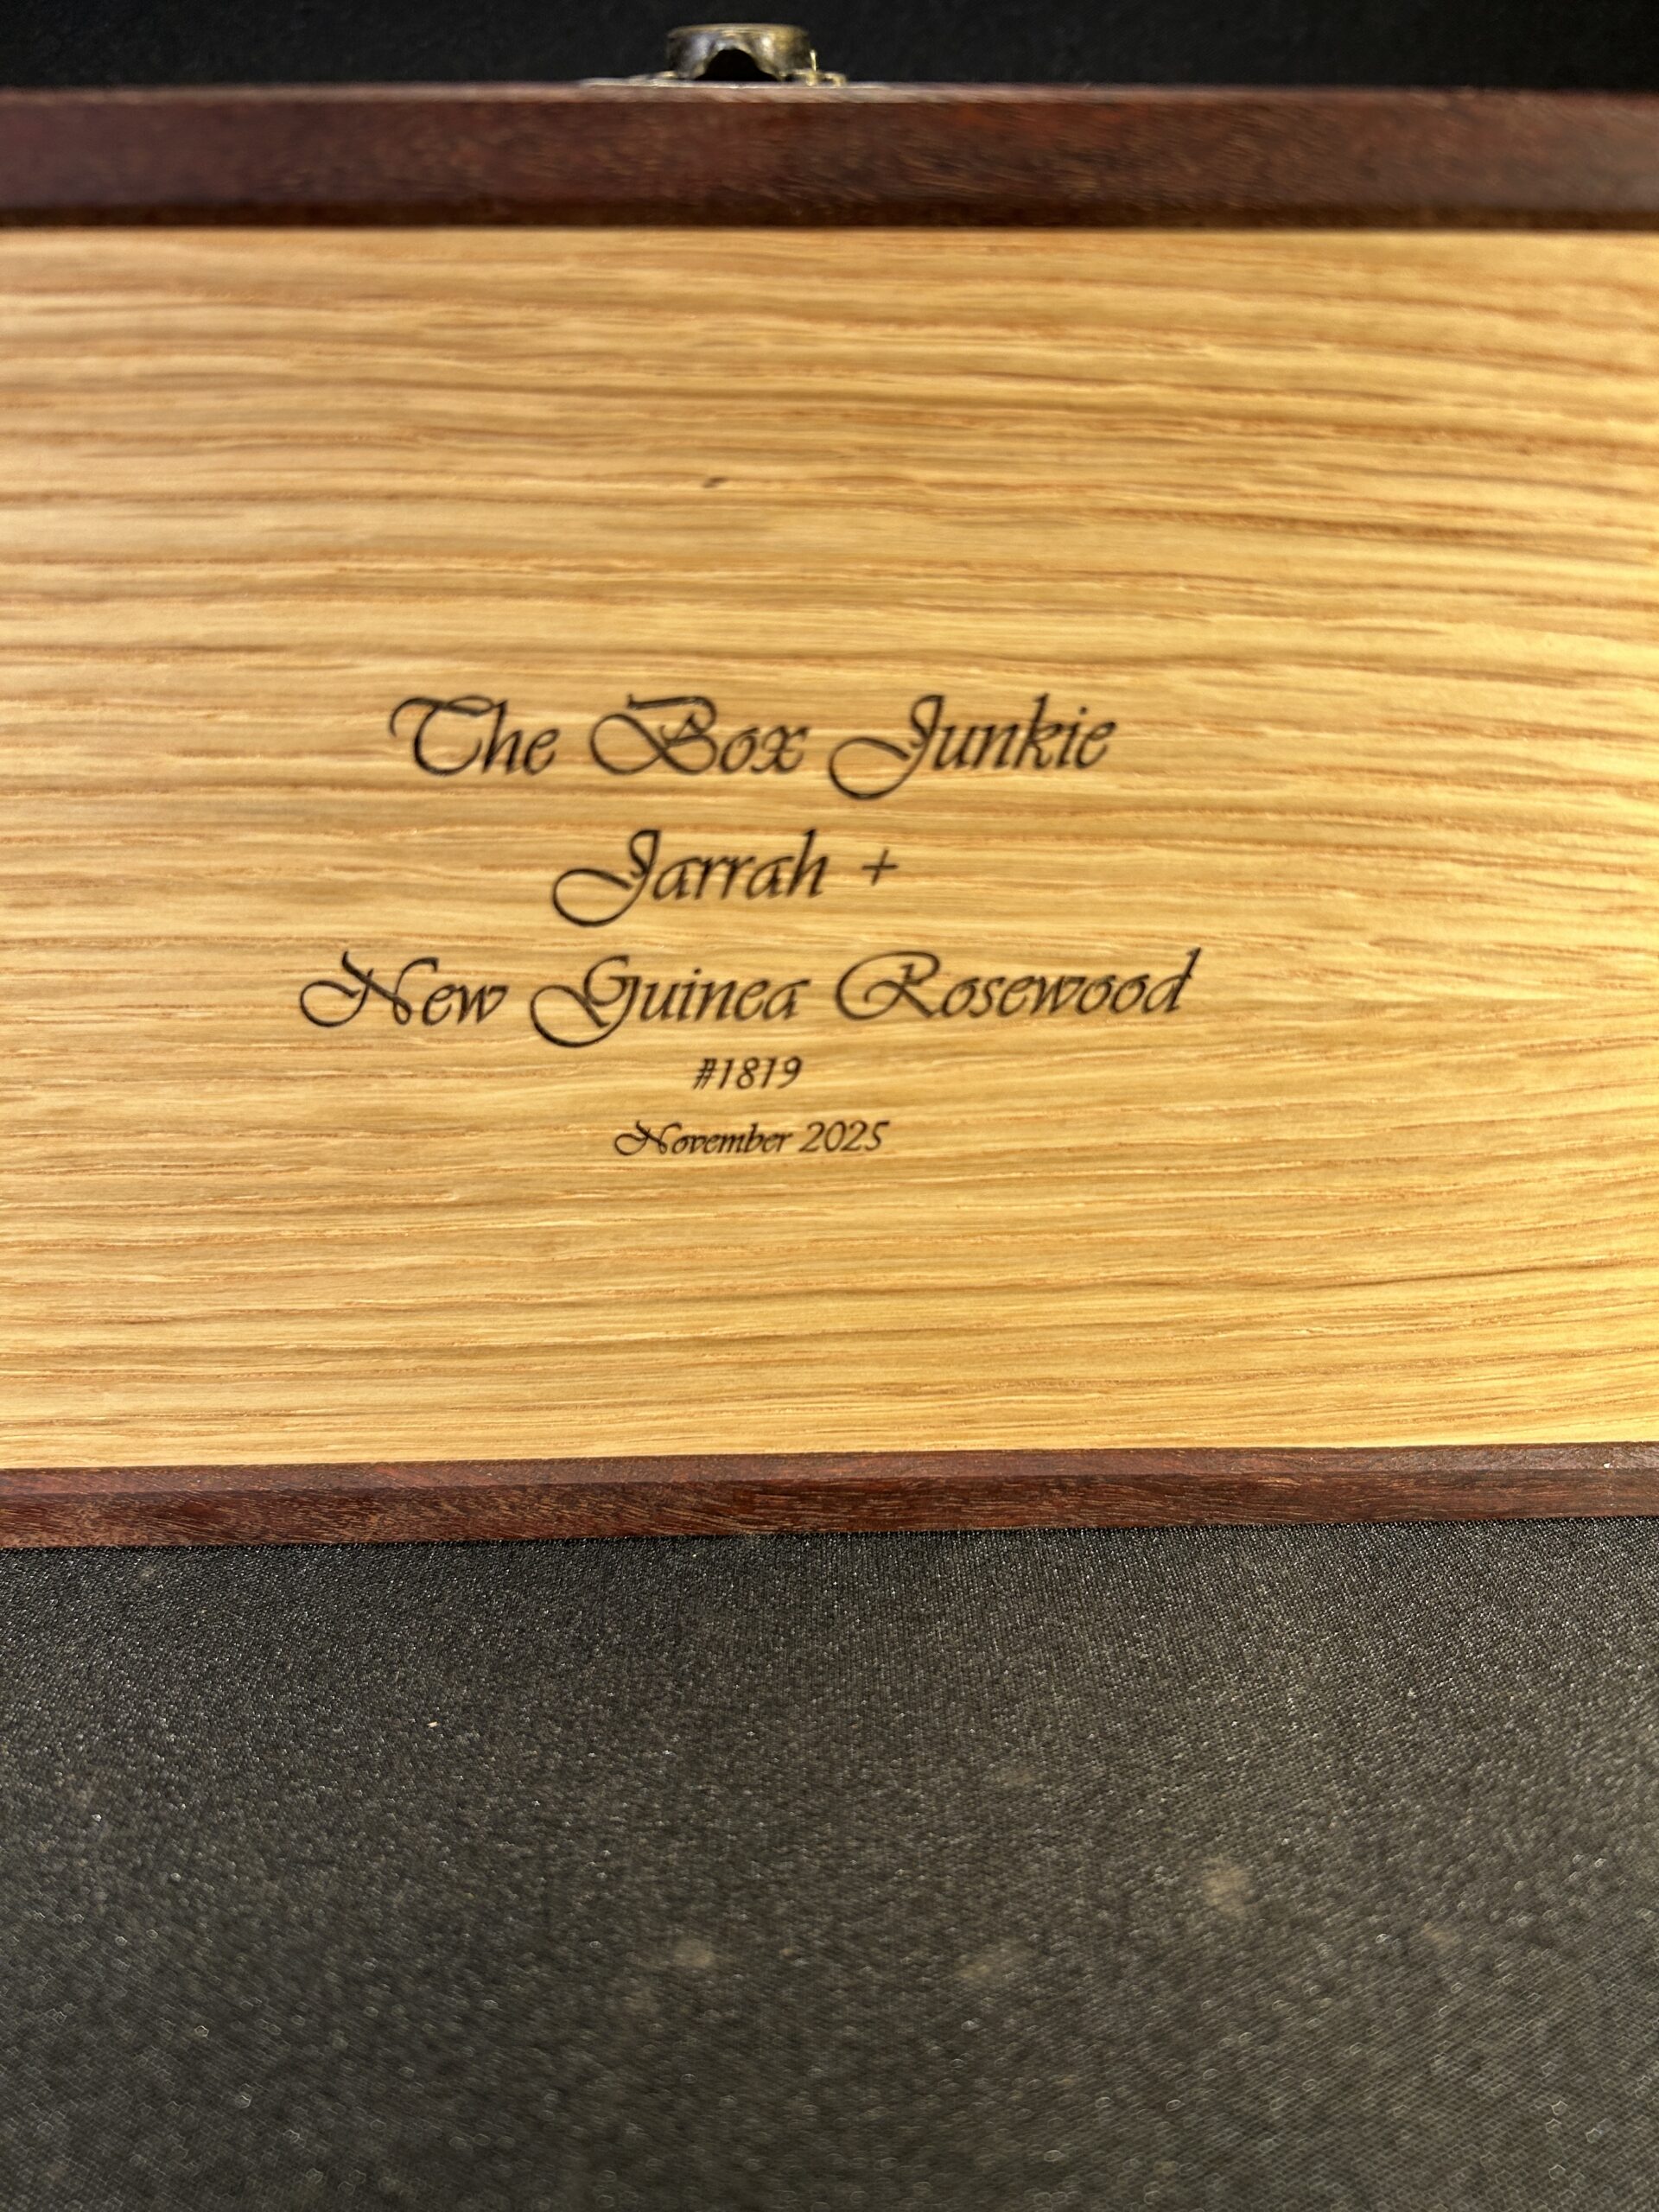 The Box Junkie
Jarrah +
New Guinea Rosewood
#1819
November 2025